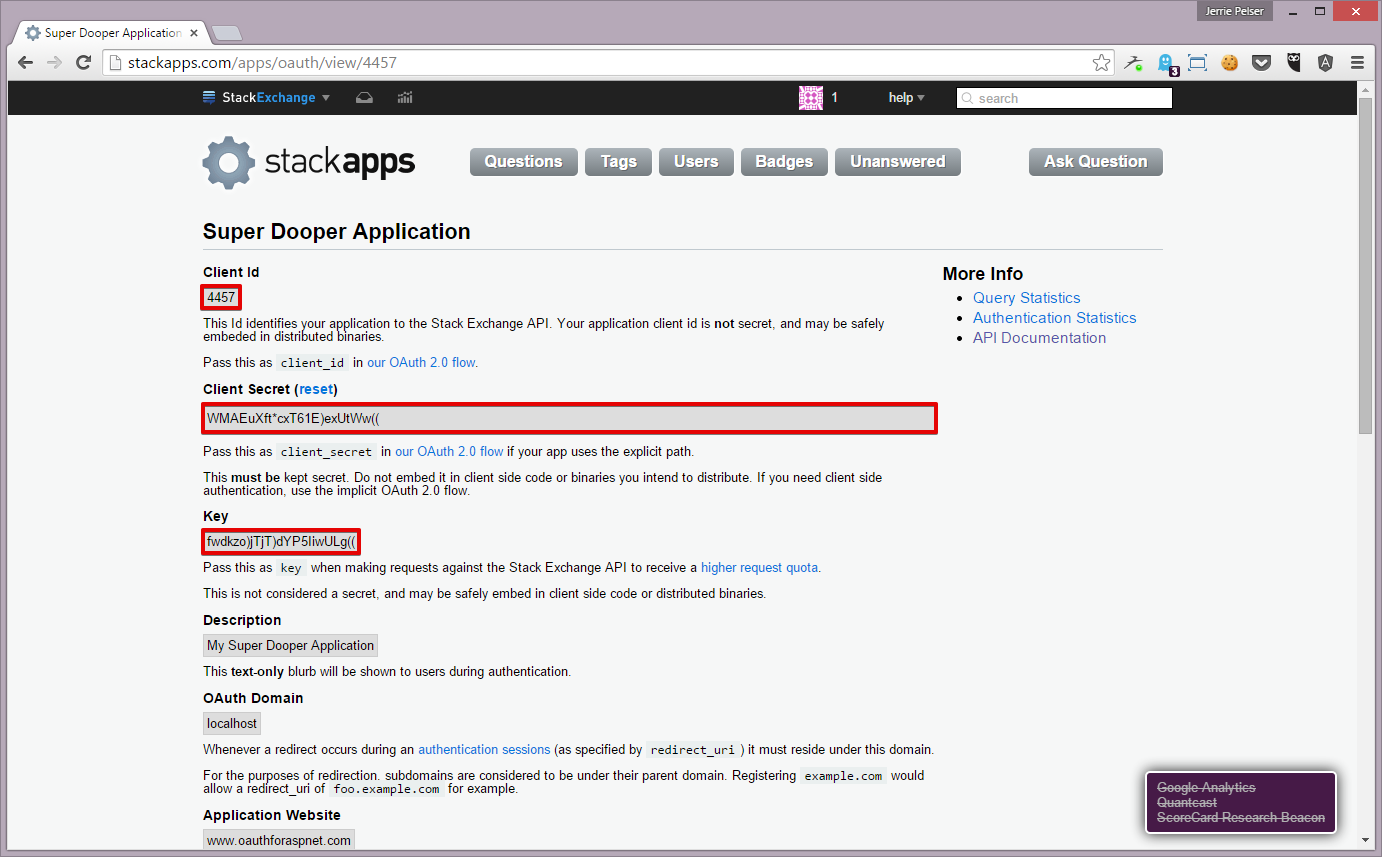 Jerrie Pelser
Super Dooper Application
stackapps.com/apps/oauth/view/4457
3
StackExchange
1
help
search
stackapps
Questions
Tags
Users
Badges
Unanswered
Ask Question
Super Dooper Application
Client Id
4457
This Id identifies your application to the Stack Exchange API. Your application client id is not secret, and may be safely
embeded in distributed binaries.
Pass this as client_id in our OAuth 2.0 flow.
Client Secret (reset)
WMAEuXft*cxT61E)exUtWw((
Pass this as client_secret in our OAuth 2.0 flow if your app uses the explicit path.
This must be kept secret. Do not embed it in client side code or binaries you intend to distribute. If you need client side
authentication, use the implicit OAuth 2.0 flow.
Key
fwdkzo)jTjT)dYP5IiwULg((
Pass this as key when making requests against the Stack Exchange API to receive a higher request quota.
This is not considered a secret, and may be safely embed in client side code or distributed binaries.
Description
My Super Dooper Application
This text-only blurb will be shown to users during authentication.
OAuth Domain
localhost
Whenever a redirect occurs during an authentication sessions (as specified by redirect_uri) it must reside under this domain.
For the purposes of redirection. subdomains are considered to be under their parent domain. Registering example.com would
allow a redirect_uri of foo.example.com for example.
Application Website
www.oauthforaspnet.com
More Info
Query Statistics
Authentication Statistics
API Documentation
Google Analytics
Quantcast
ScoreCard Research Beacon